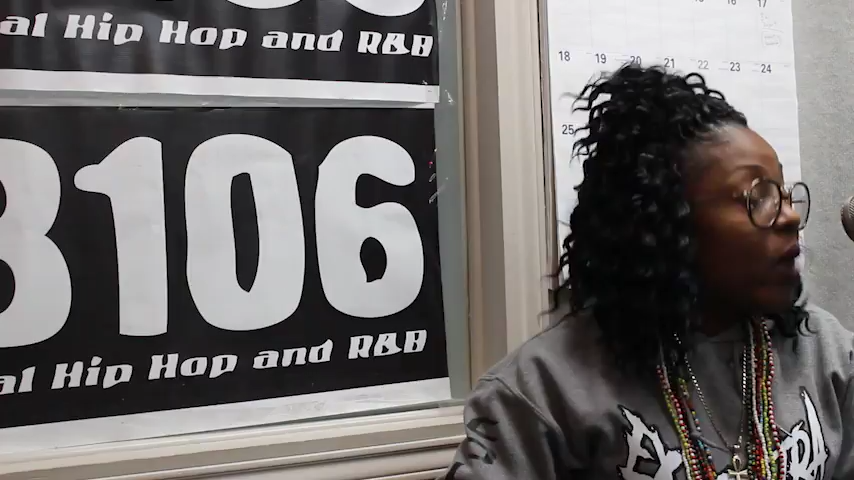 al Hip Hop and R&B
3106
al Hip Hop and R&B
16 17
18 19 20 21 22 23 24
25